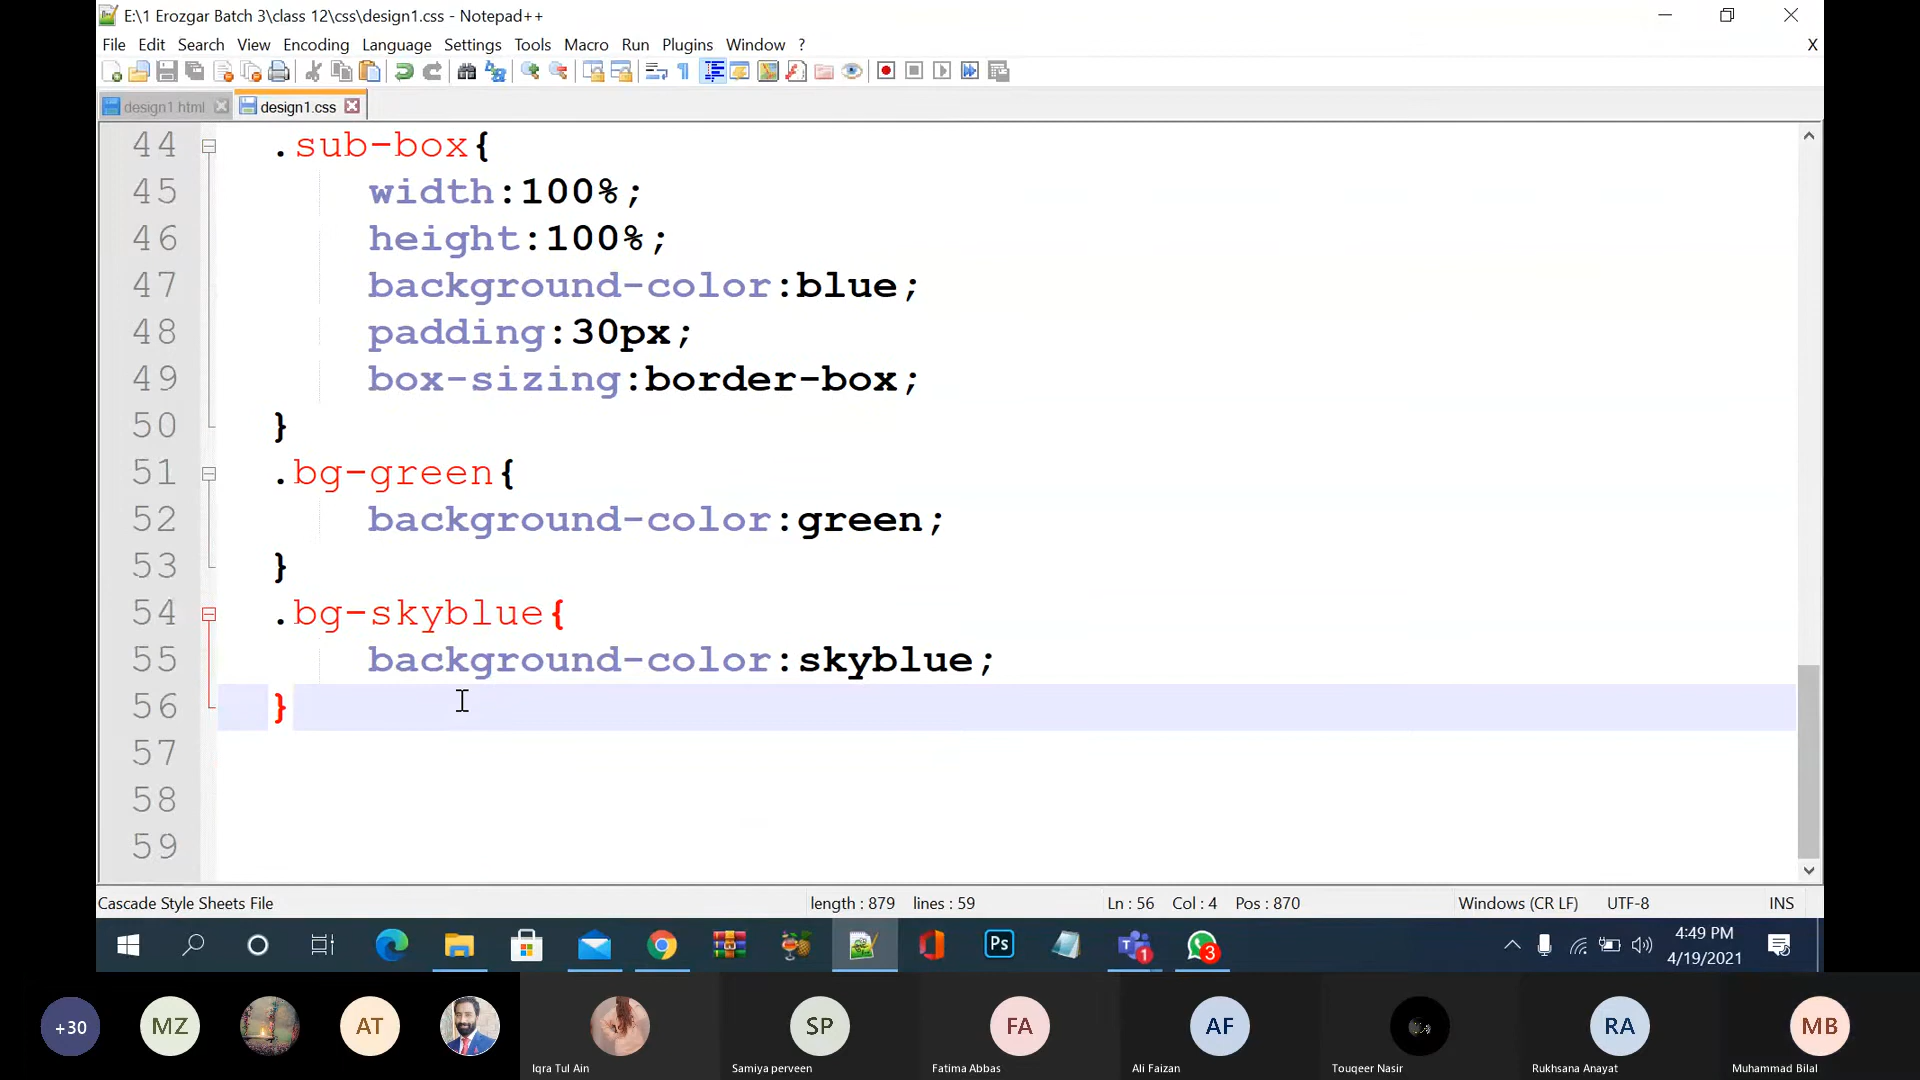 E:\1 Erozgar Batch 3\class 12\css\design1.css - Notepad++
File Edit Search View Encoding Language Settings Tools Macro Run Plugins Window ? X
design1.html design1.css
44 .sub-box{
45 width:100%;
46 height:100%;
47 background-color:blue;
48 padding:30px;
49 box-sizing:border-box;
50 }
51 .bg-green{
52 background-color:green;
53 }
54 .bg-skyblue{
55 background-color:skyblue;
56 }
57
58
59
Cascade Style Sheets File length : 879 lines : 59 Ln : 56 Col : 4 Pos : 870 Windows (CR LF) UTF-8 INS
Ps 1 3 4:49 PM
4/19/2021
+30 MZ AT SP FA AF RA MB
Iqra Tul Ain Samiya perveen Fatima Abbas Ali Faizan Touqeer Nasir Rukhsana Anayat Muhammad Bilal